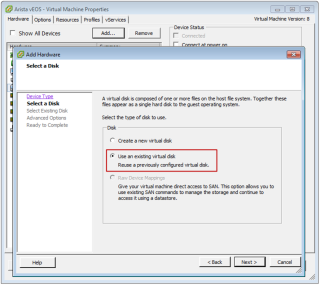 Arista vEOS - Virtual Machine Properties
Hardware Options Resources Profiles vServices
Virtual Machine Version: 8
Show All Devices
Add...
Remove
Device Status
Connected
Connect at power on
Add Hardware
Select a Disk
Device Type
Select a Disk
Select Existing Disk
Advanced Options
Ready to Complete
A virtual disk is composed of one or more files on the host file system. Together these
files appear as a single hard disk to the guest operating system.
Select the type of disk to use.
Disk
Create a new virtual disk
Use an existing virtual disk
Reuse a previously configured virtual disk.
Raw Device Mappings
Give your virtual machine direct access to SAN. This option allows you to
use existing SAN commands to manage the storage and continue to
access it using a datastore.
Help
< Back
Next >
Cancel